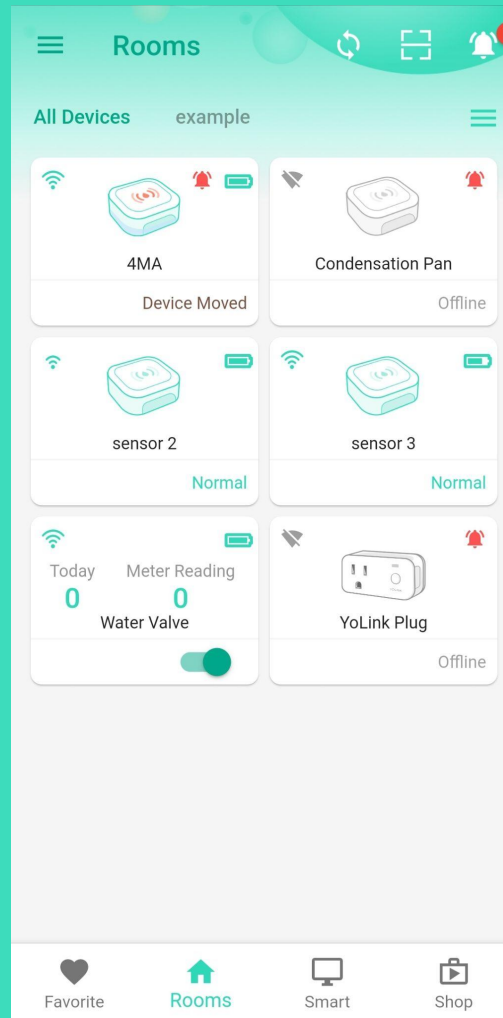 Rooms
All Devices
example
4MA
Device Moved
Condensation Pan
Offline
sensor 2
Normal
sensor 3
Normal
Today
Meter Reading
0
0
Water Valve
YoLink Plug
Offline
Favorite
Rooms
Smart
Shop